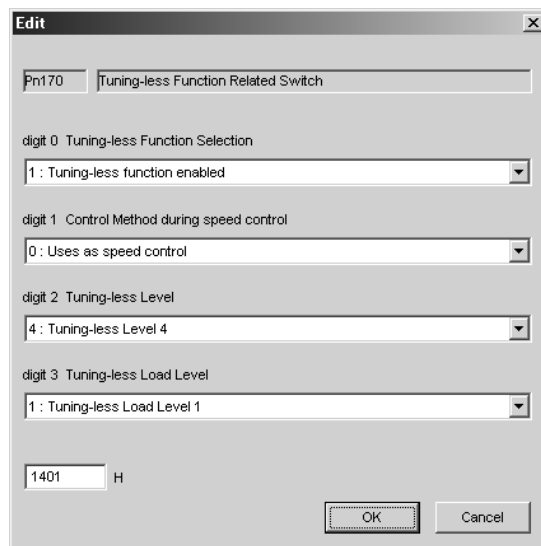 Edit
Pn170 Tuning-less Function Related Switch
digit 0 Tuning-less Function Selection
1 : Tuning-less function enabled
digit 1 Control Method during speed control
0 : Uses as speed control
digit 2 Tuning-less Level
4 : Tuning-less Level 4
digit 3 Tuning-less Load Level
1 : Tuning-less Load Level 1
1401 H
OK Cancel